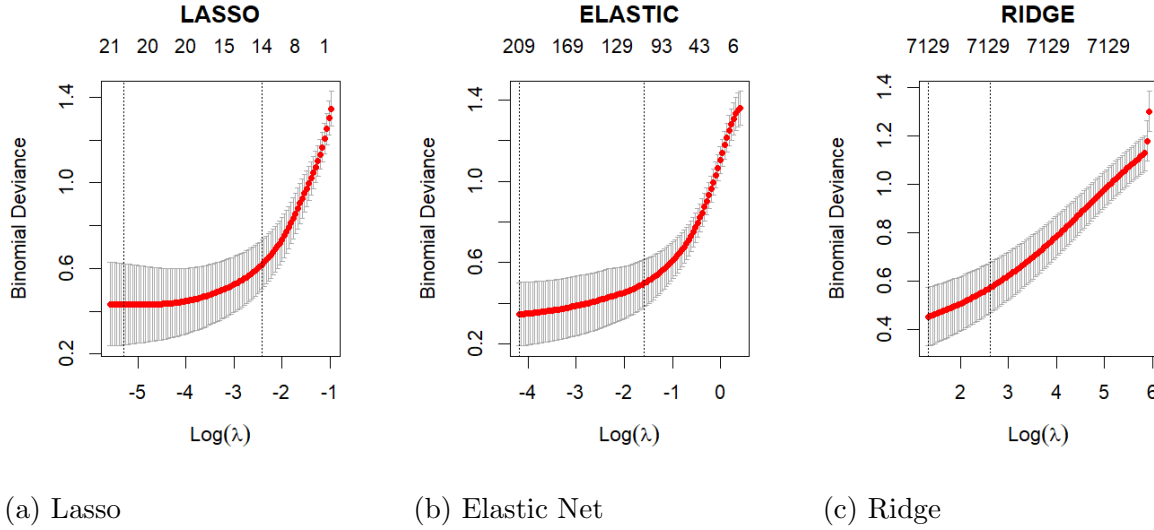 LASSO
21 20 20 15 14 8 1
Binomial Deviance
1.4
1.0
0.6
0.2
-5 -4 -3 -2 -1
Log(λ)
(a) Lasso
ELASTIC
209 169 129 93 43 6
Binomial Deviance
1.4
1.0
0.6
0.2
-4 -3 -2 -1 0
Log(λ)
(b) Elastic Net
RIDGE
7129 7129 7129 7129
Binomial Deviance
1.4
1.2
1.0
0.8
0.6
0.4
2 3 4 5 6
Log(λ)
(c) Ridge